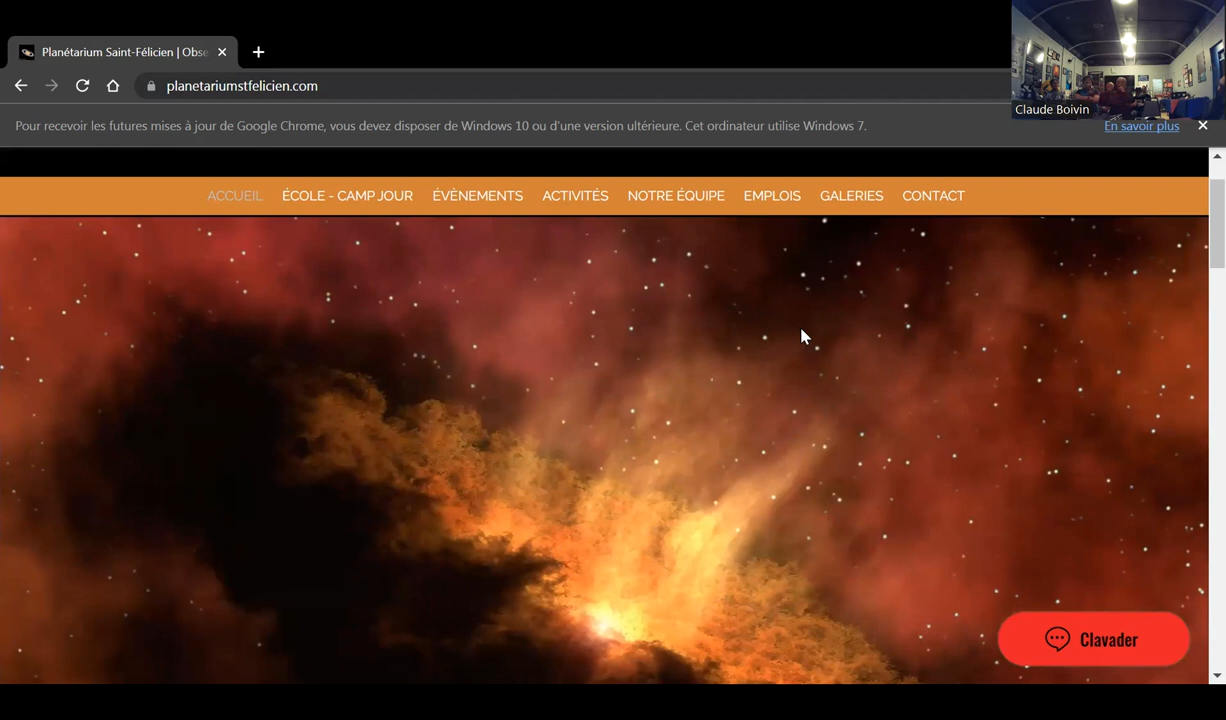 Planétarium Saint-Félicien | Obse
planetariumstfelicien.com
Claude Boivin
Pour recevoir les futures mises à jour de Google Chrome, vous devez disposer de Windows 10 ou d'une version ultérieure. Cet ordinateur utilise Windows 7.
En savoir plus
ACCUEIL ÉCOLE - CAMP JOUR ÉVÈNEMENTS ACTIVITÉS NOTRE ÉQUIPE EMPLOIS GALERIES CONTACT
Clavader